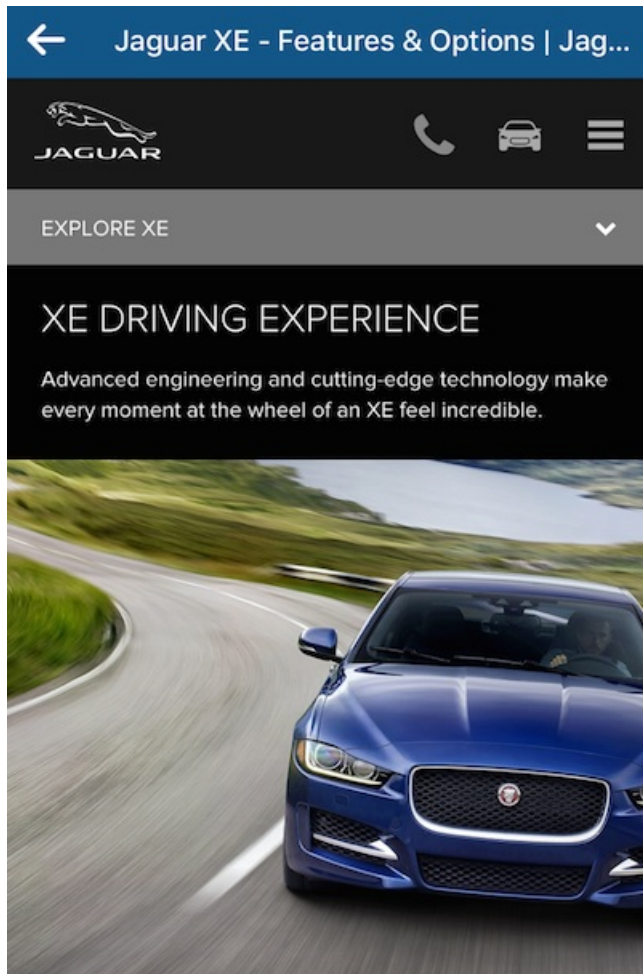 Jaguar XE - Features & Options | Jag...
JAGUAR
EXPLORE XE
XE DRIVING EXPERIENCE
Advanced engineering and cutting-edge technology make
every moment at the wheel of an XE feel incredible.